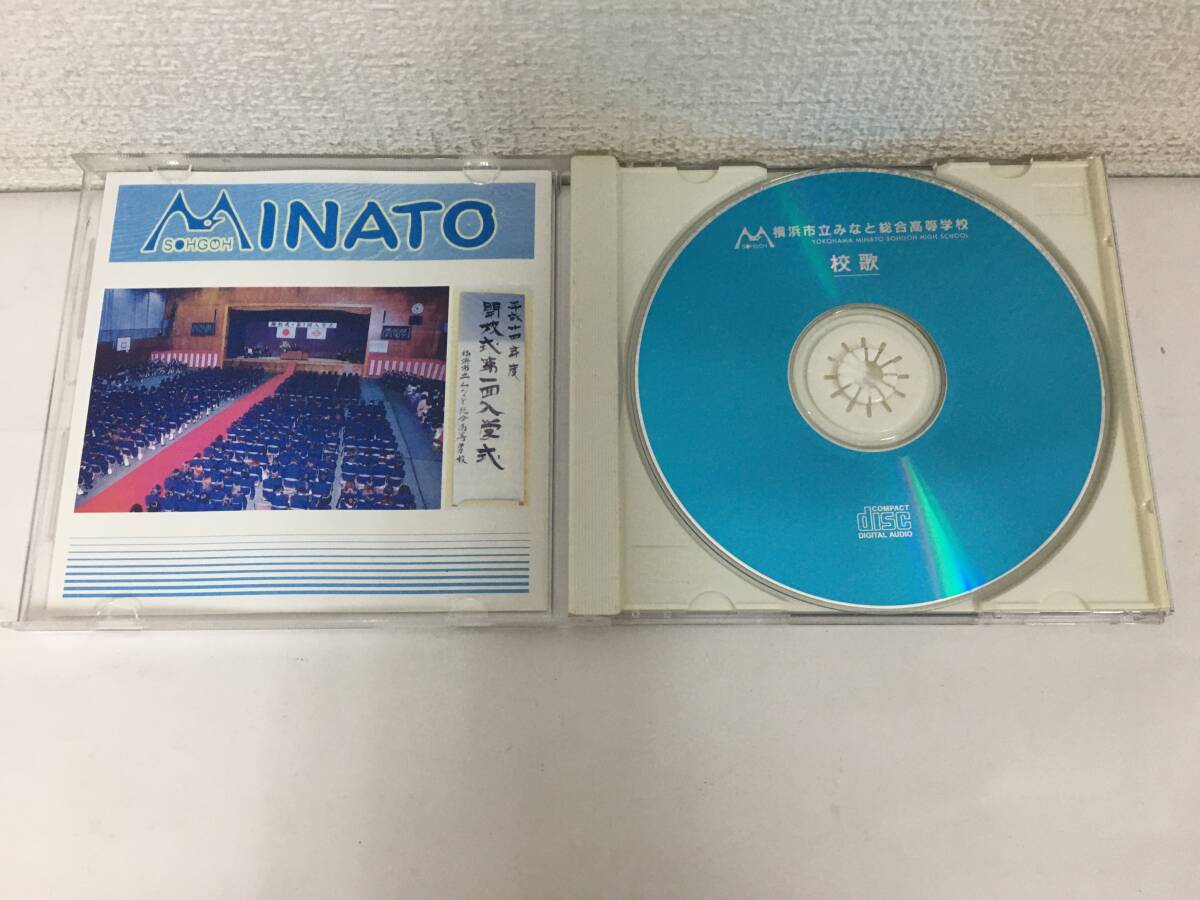 MINATO
SOHGOH
平成十四年度
開校式第一回入学式
横浜市立みなと総合高等学校
SOHGOH
横浜市立みなと総合高等学校
YOKOHAMA MINATO SOHGOH HIGH SCHOOL
校歌
COMPACT
disc
DIGITAL AUDIO